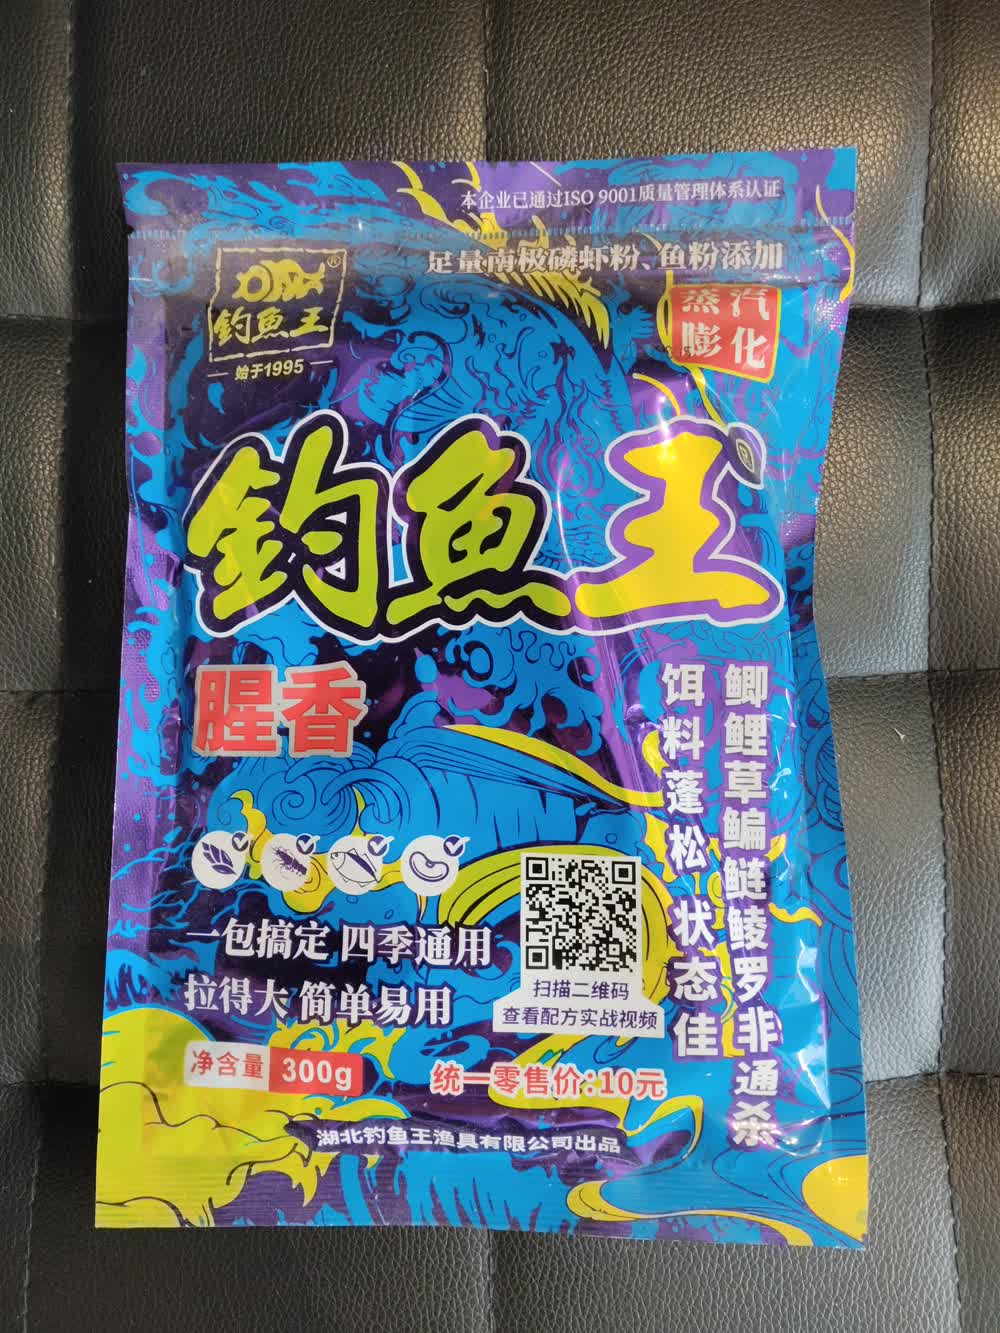 本企业已通过ISO 9001质量管理体系认证
足量南极磷虾粉、鱼粉添加
釣魚王®
始于1995
蒸汽
膨化
釣魚王
腥香
鲫鲤草鳊鲢鲮罗非通杀
饵料蓬松 状态佳
一包搞定 四季通用
拉得大 简单易用
扫描二维码
查看配方实战视频
净含量 300g
统一零售价:10元
湖北钓鱼王渔具有限公司出品